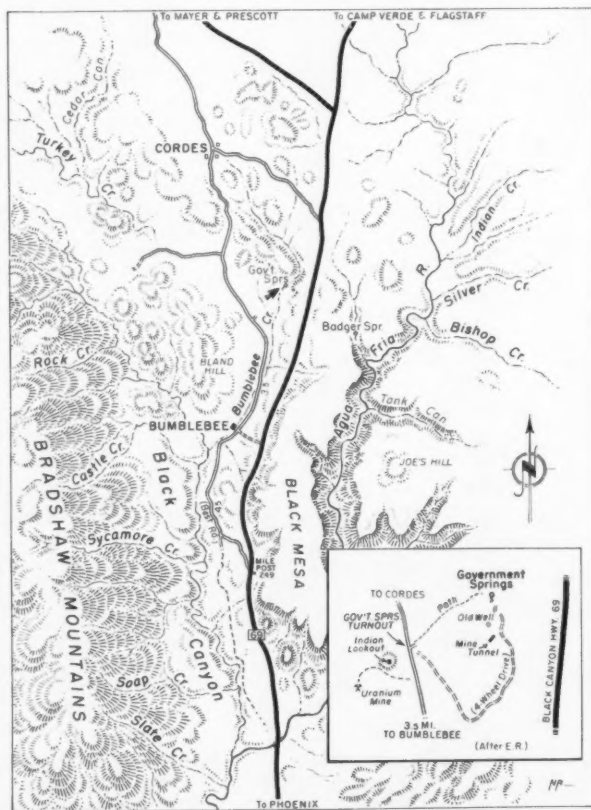 To MAYER & PRESCOTT
To CAMP VERDE & FLAGSTAFF
Cedar Can.
Turkey Cr.
CORDES
Indian Cr.
Gov't Sprs
Silver Cr.
Badger Spr.
Agua Fria R.
Bishop Cr.
Rock Cr.
BLAND HILL
Bumblebee Cr.
3.5
BUMBLEBEE
Tank Can.
Castle Cr.
JOE'S HILL
N
BRADSHAW MOUNTAINS
Black Canyon
BLACK MESA
Sycamore Cr.
MILE POST 249
69
Soap Cr.
Slate Cr.
To PHOENIX
Government Springs
TO CORDES
Path
GOV'T SPRS TURNOUT
Old Well
Indian Lookout
Mine Tunnel
Uranium Mine
(4-Wheel Drive)
BLACK CANYON HWY. 69
3.5 MI. TO BUMBLEBEE
(After E.R.)